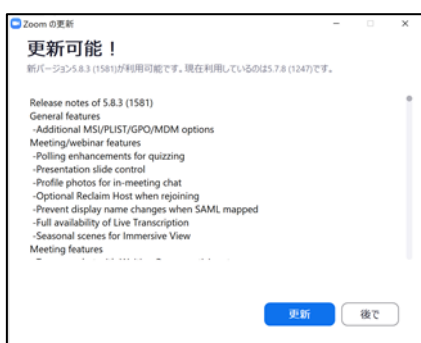 Zoom の更新
更新可能！
新バージョン5.8.3 (1581)が利用可能です。現在利用しているのは5.7.8 (1247)です。
Release notes of 5.8.3 (1581)
General features
-Additional MSI/PLIST/GPO/MDM options
Meeting/webinar features
-Polling enhancements for quizzing
-Presentation slide control
-Profile photos for in-meeting chat
-Optional Reclaim Host when rejoining
-Prevent display name changes when SAML mapped
-Full availability of Live Transcription
-Seasonal scenes for Immersive View
Meeting features
更新
後で